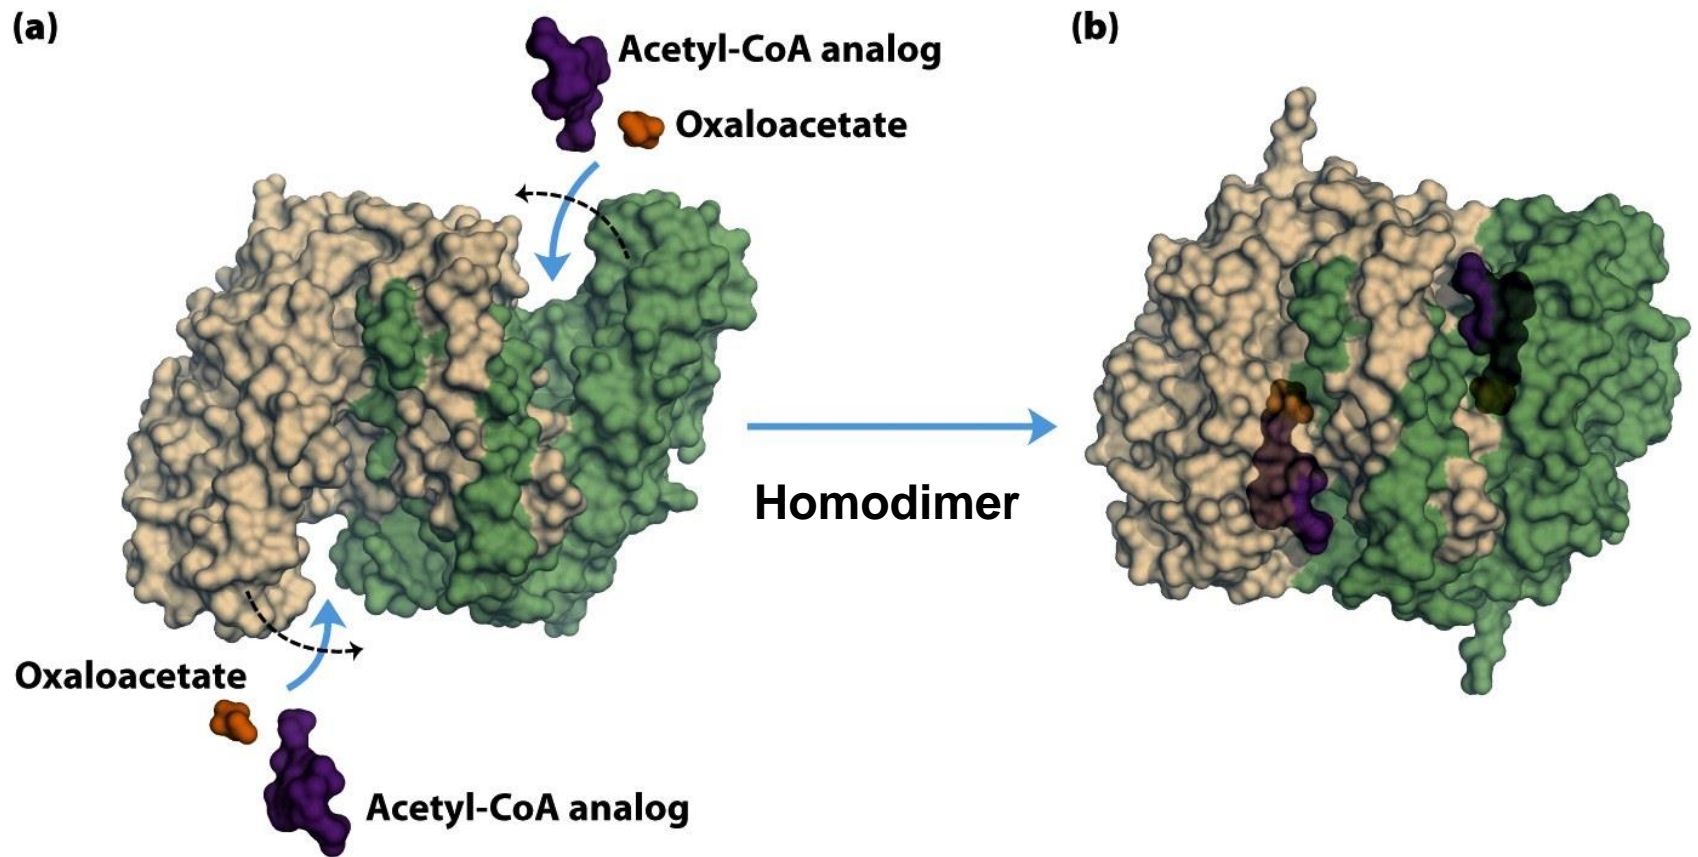 (a)
Acetyl-CoA analog
Oxaloacetate
(b)
Homodimer
Oxaloacetate
Acetyl-CoA analog